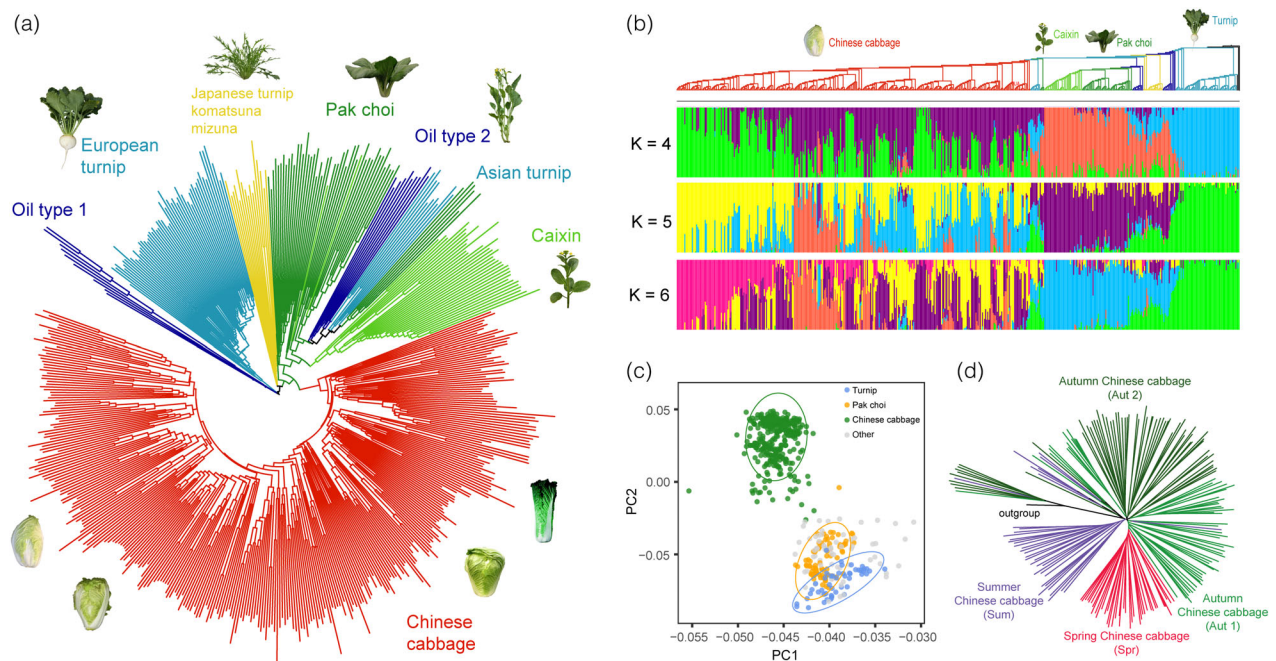 (a)
Japanese turnip
komatsuna
mizuna
Pak choi
Oil type 2
European
turnip
Asian turnip
Oil type 1
Caixin
Chinese
cabbage
(b)
Chinese cabbage
Caixin
Pak choi
Turnip
K = 4
K = 5
K = 6
(c)
Turnip
Pak choi
Chinese cabbage
Other
0.05
0.00
−0.05
PC2
−0.055
−0.050
−0.045
−0.040
−0.035
−0.030
PC1
(d)
Autumn Chinese cabbage
(Aut 2)
outgroup
Summer
Chinese cabbage
(Sum)
Autumn
Chinese cabbage
(Aut 1)
Spring Chinese cabbage
(Spr)